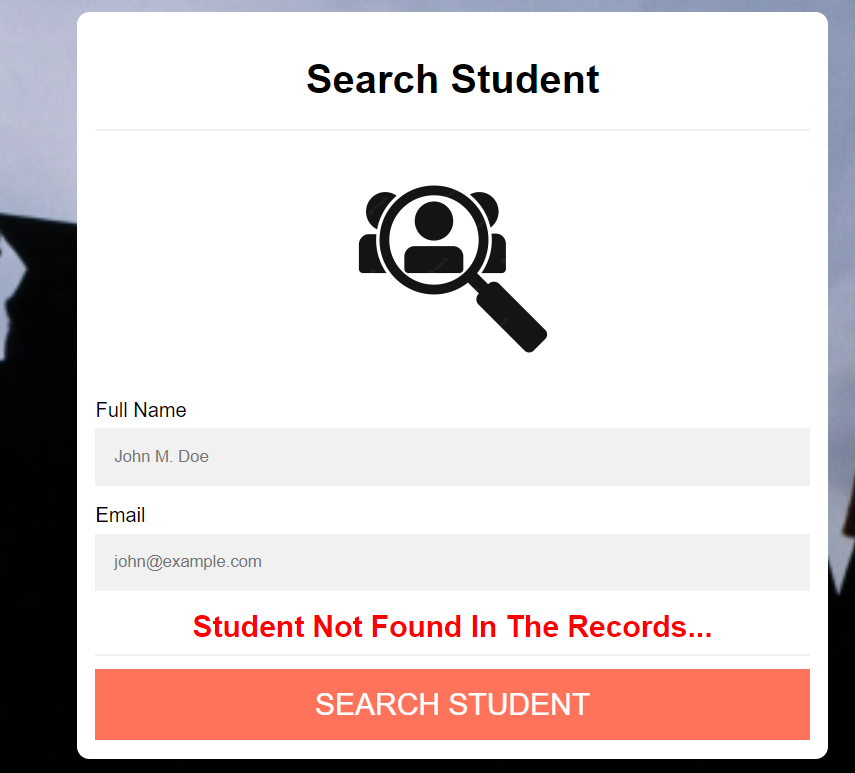 Search Student
Full Name
John M. Doe
Email
john@example.com
Student Not Found In The Records...
SEARCH STUDENT